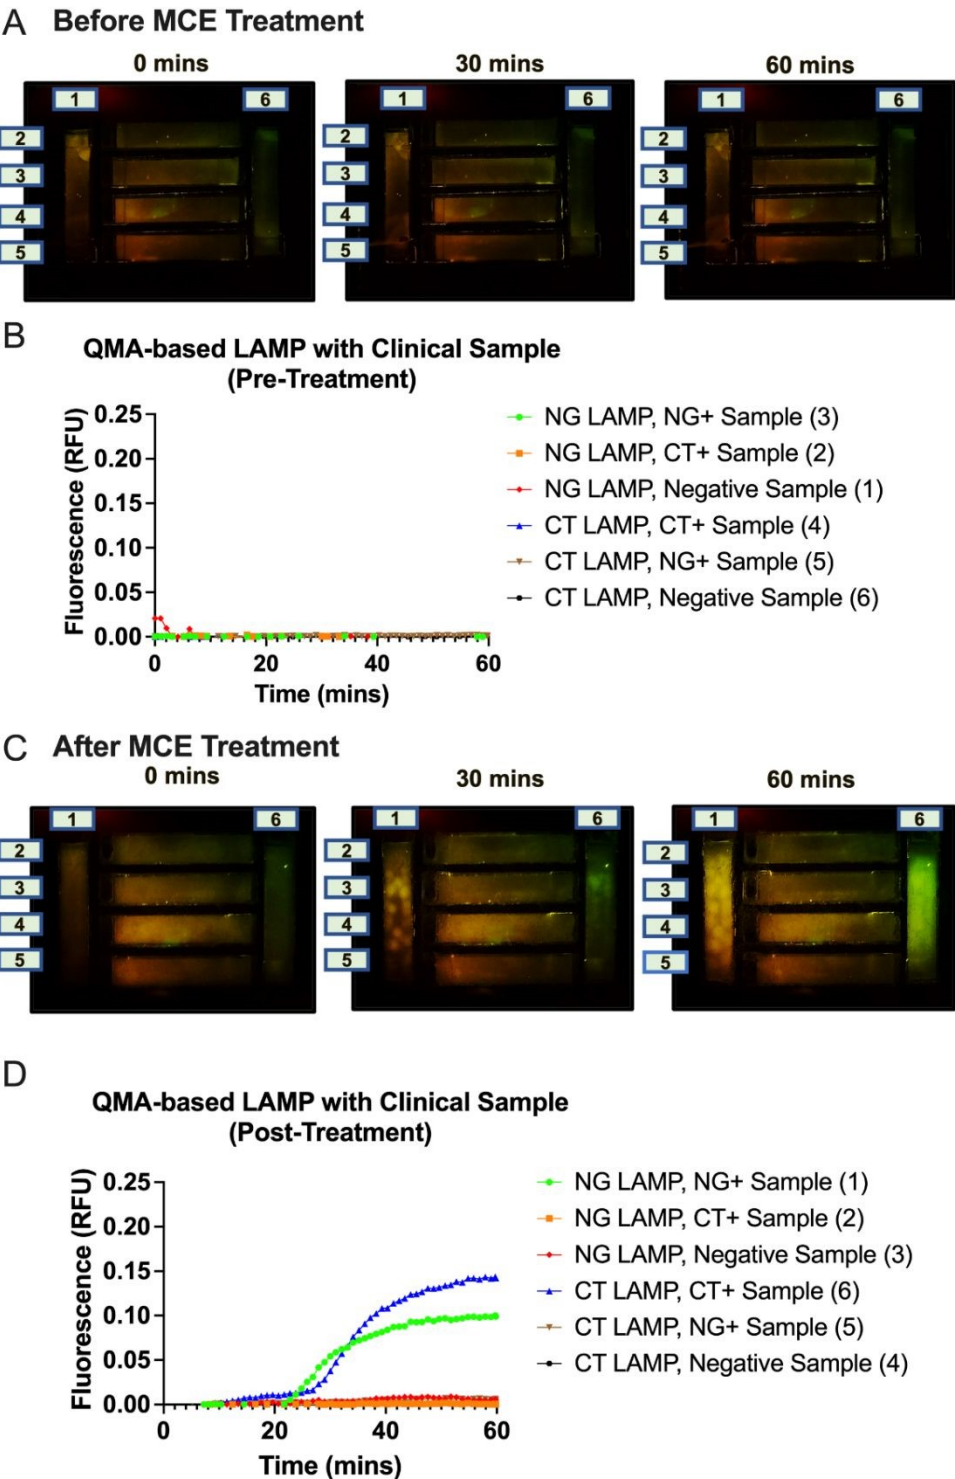 A Before MCE Treatment
0 mins 30 mins 60 mins
1 6 1 6 1 6
2 2 2
3 3 3
4 4 4
5 5 5
B
QMA-based LAMP with Clinical Sample
(Pre-Treatment)
Fluorescence (RFU)
0.25
0.20
0.15
0.10
0.05
0.00
0 20 40 60
Time (mins)
NG LAMP, NG+ Sample (3)
NG LAMP, CT+ Sample (2)
NG LAMP, Negative Sample (1)
CT LAMP, CT+ Sample (4)
CT LAMP, NG+ Sample (5)
CT LAMP, Negative Sample (6)
C After MCE Treatment
0 mins 30 mins 60 mins
1 6 1 6 1 6
2 2 2
3 3 3
4 4 4
5 5 5
D
QMA-based LAMP with Clinical Sample
(Post-Treatment)
Fluorescence (RFU)
0.25
0.20
0.15
0.10
0.05
0.00
0 20 40 60
Time (mins)
NG LAMP, NG+ Sample (1)
NG LAMP, CT+ Sample (2)
NG LAMP, Negative Sample (3)
CT LAMP, CT+ Sample (6)
CT LAMP, NG+ Sample (5)
CT LAMP, Negative Sample (4)